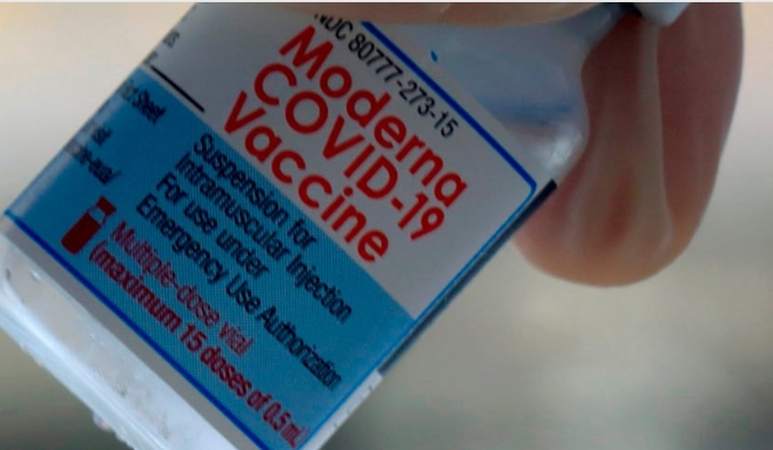 NDC 80777-273-15
Moderna
COVID-19
Vaccine
Suspension for
Intramuscular Injection
For use under
Emergency Use Authorization
Multiple-dose vial
(maximum 15 doses of 0.5 mL
Sheet